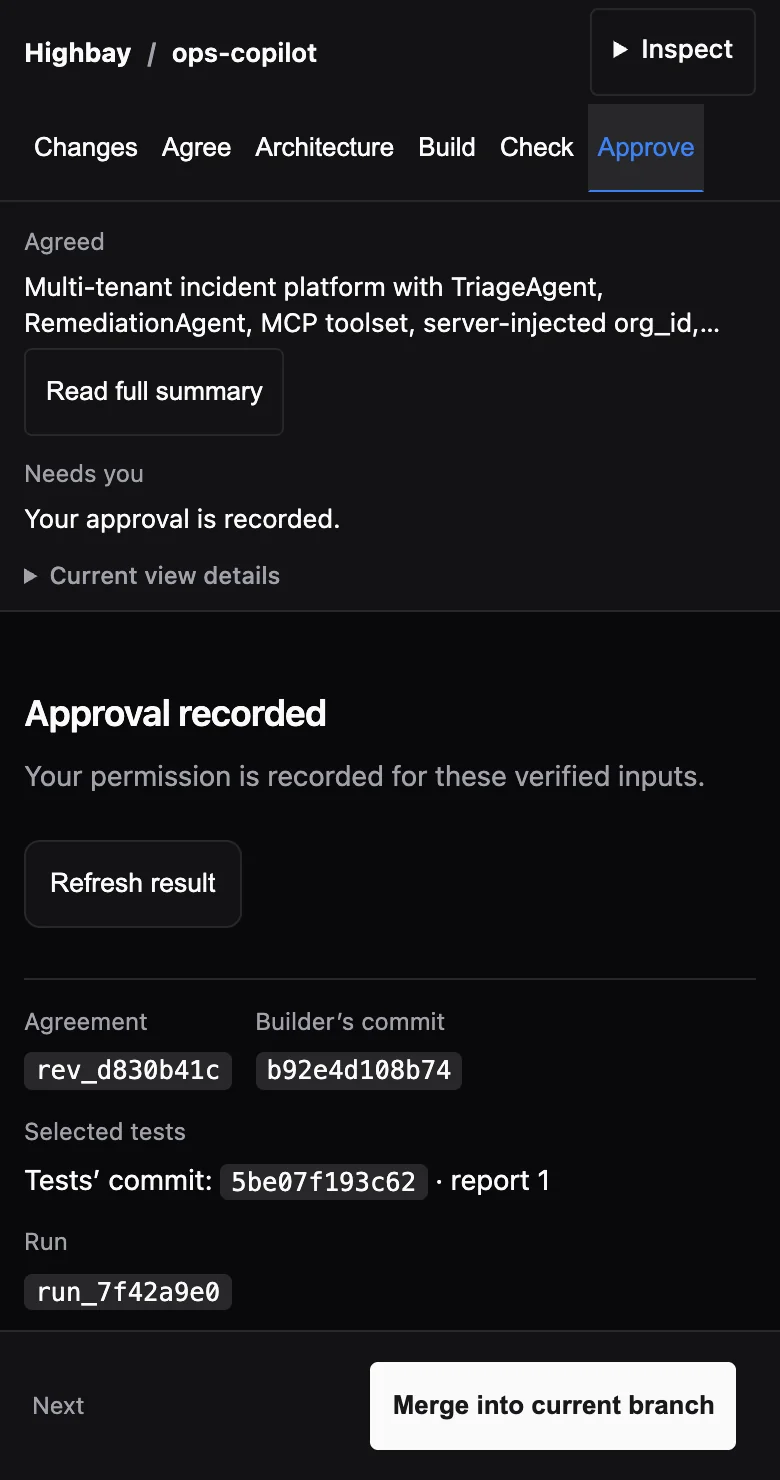 Highbay / ops-copilot
▶ Inspect
Changes Agree Architecture Build Check Approve
Agreed
Multi-tenant incident platform with TriageAgent,
RemediationAgent, MCP toolset, server-injected org_id,...
Read full summary
Needs you
Your approval is recorded.
▶ Current view details
Approval recorded
Your permission is recorded for these verified inputs.
Refresh result
Agreement Builder’s commit
rev_d830b41c b92e4d108b74
Selected tests
Tests’ commit: 5be07f193c62 · report 1
Run
run_7f42a9e0
Next
Merge into current branch